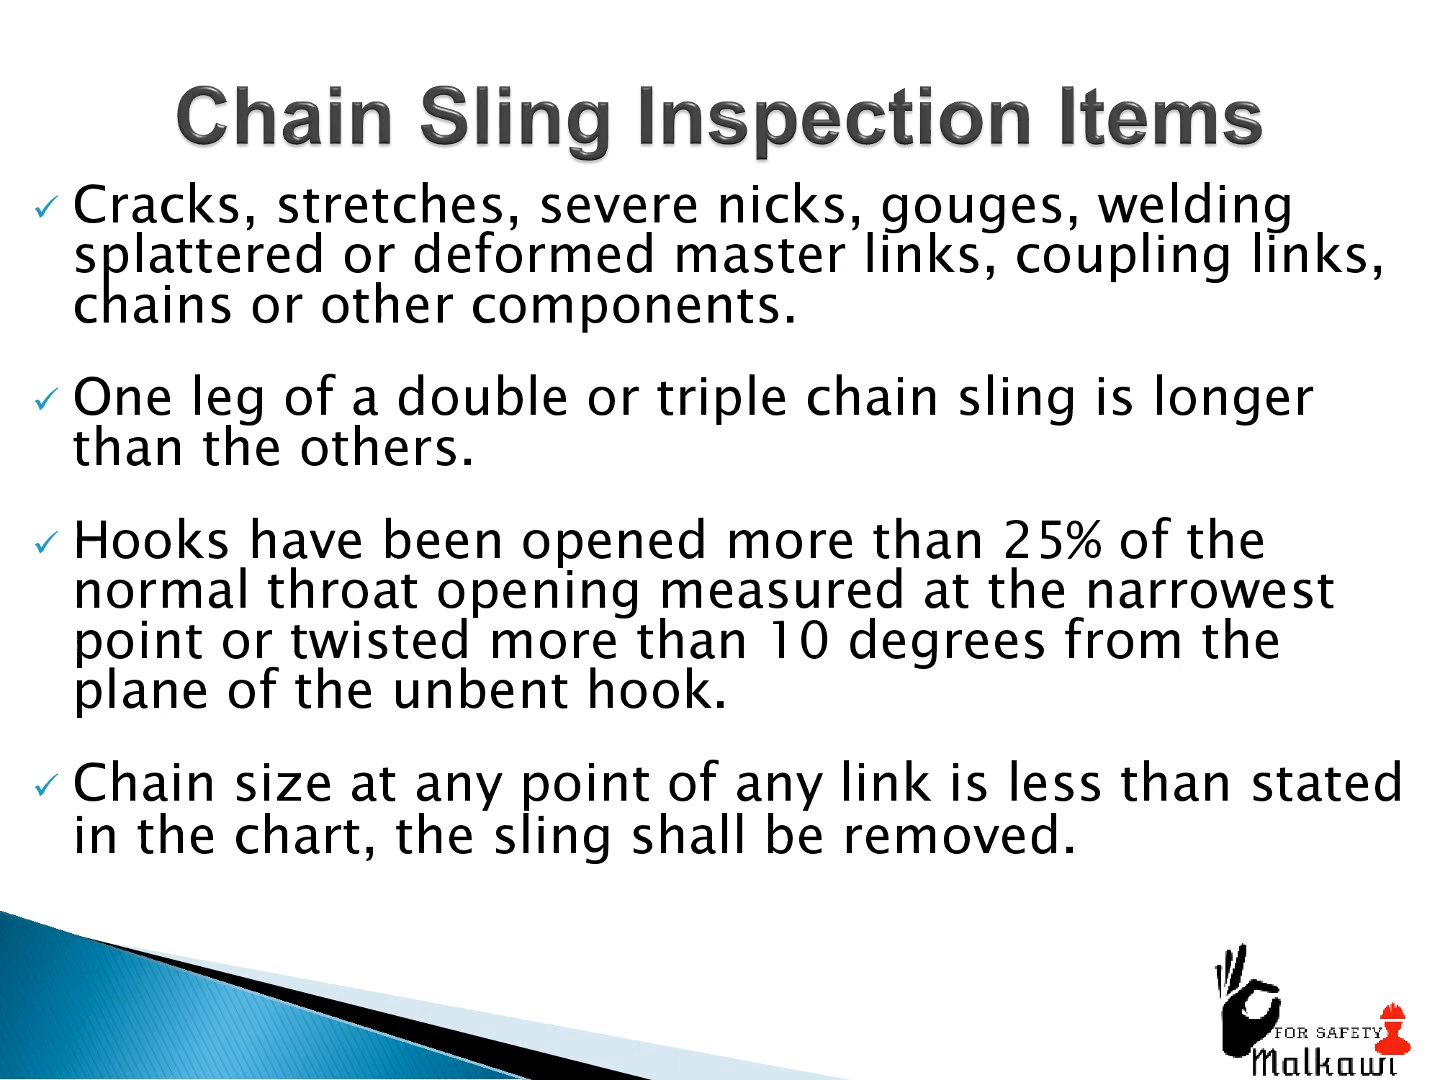 Chain Sling Inspection Items
✓ Cracks, stretches, severe nicks, gouges, welding
splattered or deformed master links, coupling links,
chains or other components.
✓ One leg of a double or triple chain sling is longer
than the others.
✓ Hooks have been opened more than 25% of the
normal throat opening measured at the narrowest
point or twisted more than 10 degrees from the
plane of the unbent hook.
✓ Chain size at any point of any link is less than stated
in the chart, the sling shall be removed.
FOR SAFETY
Malkawi